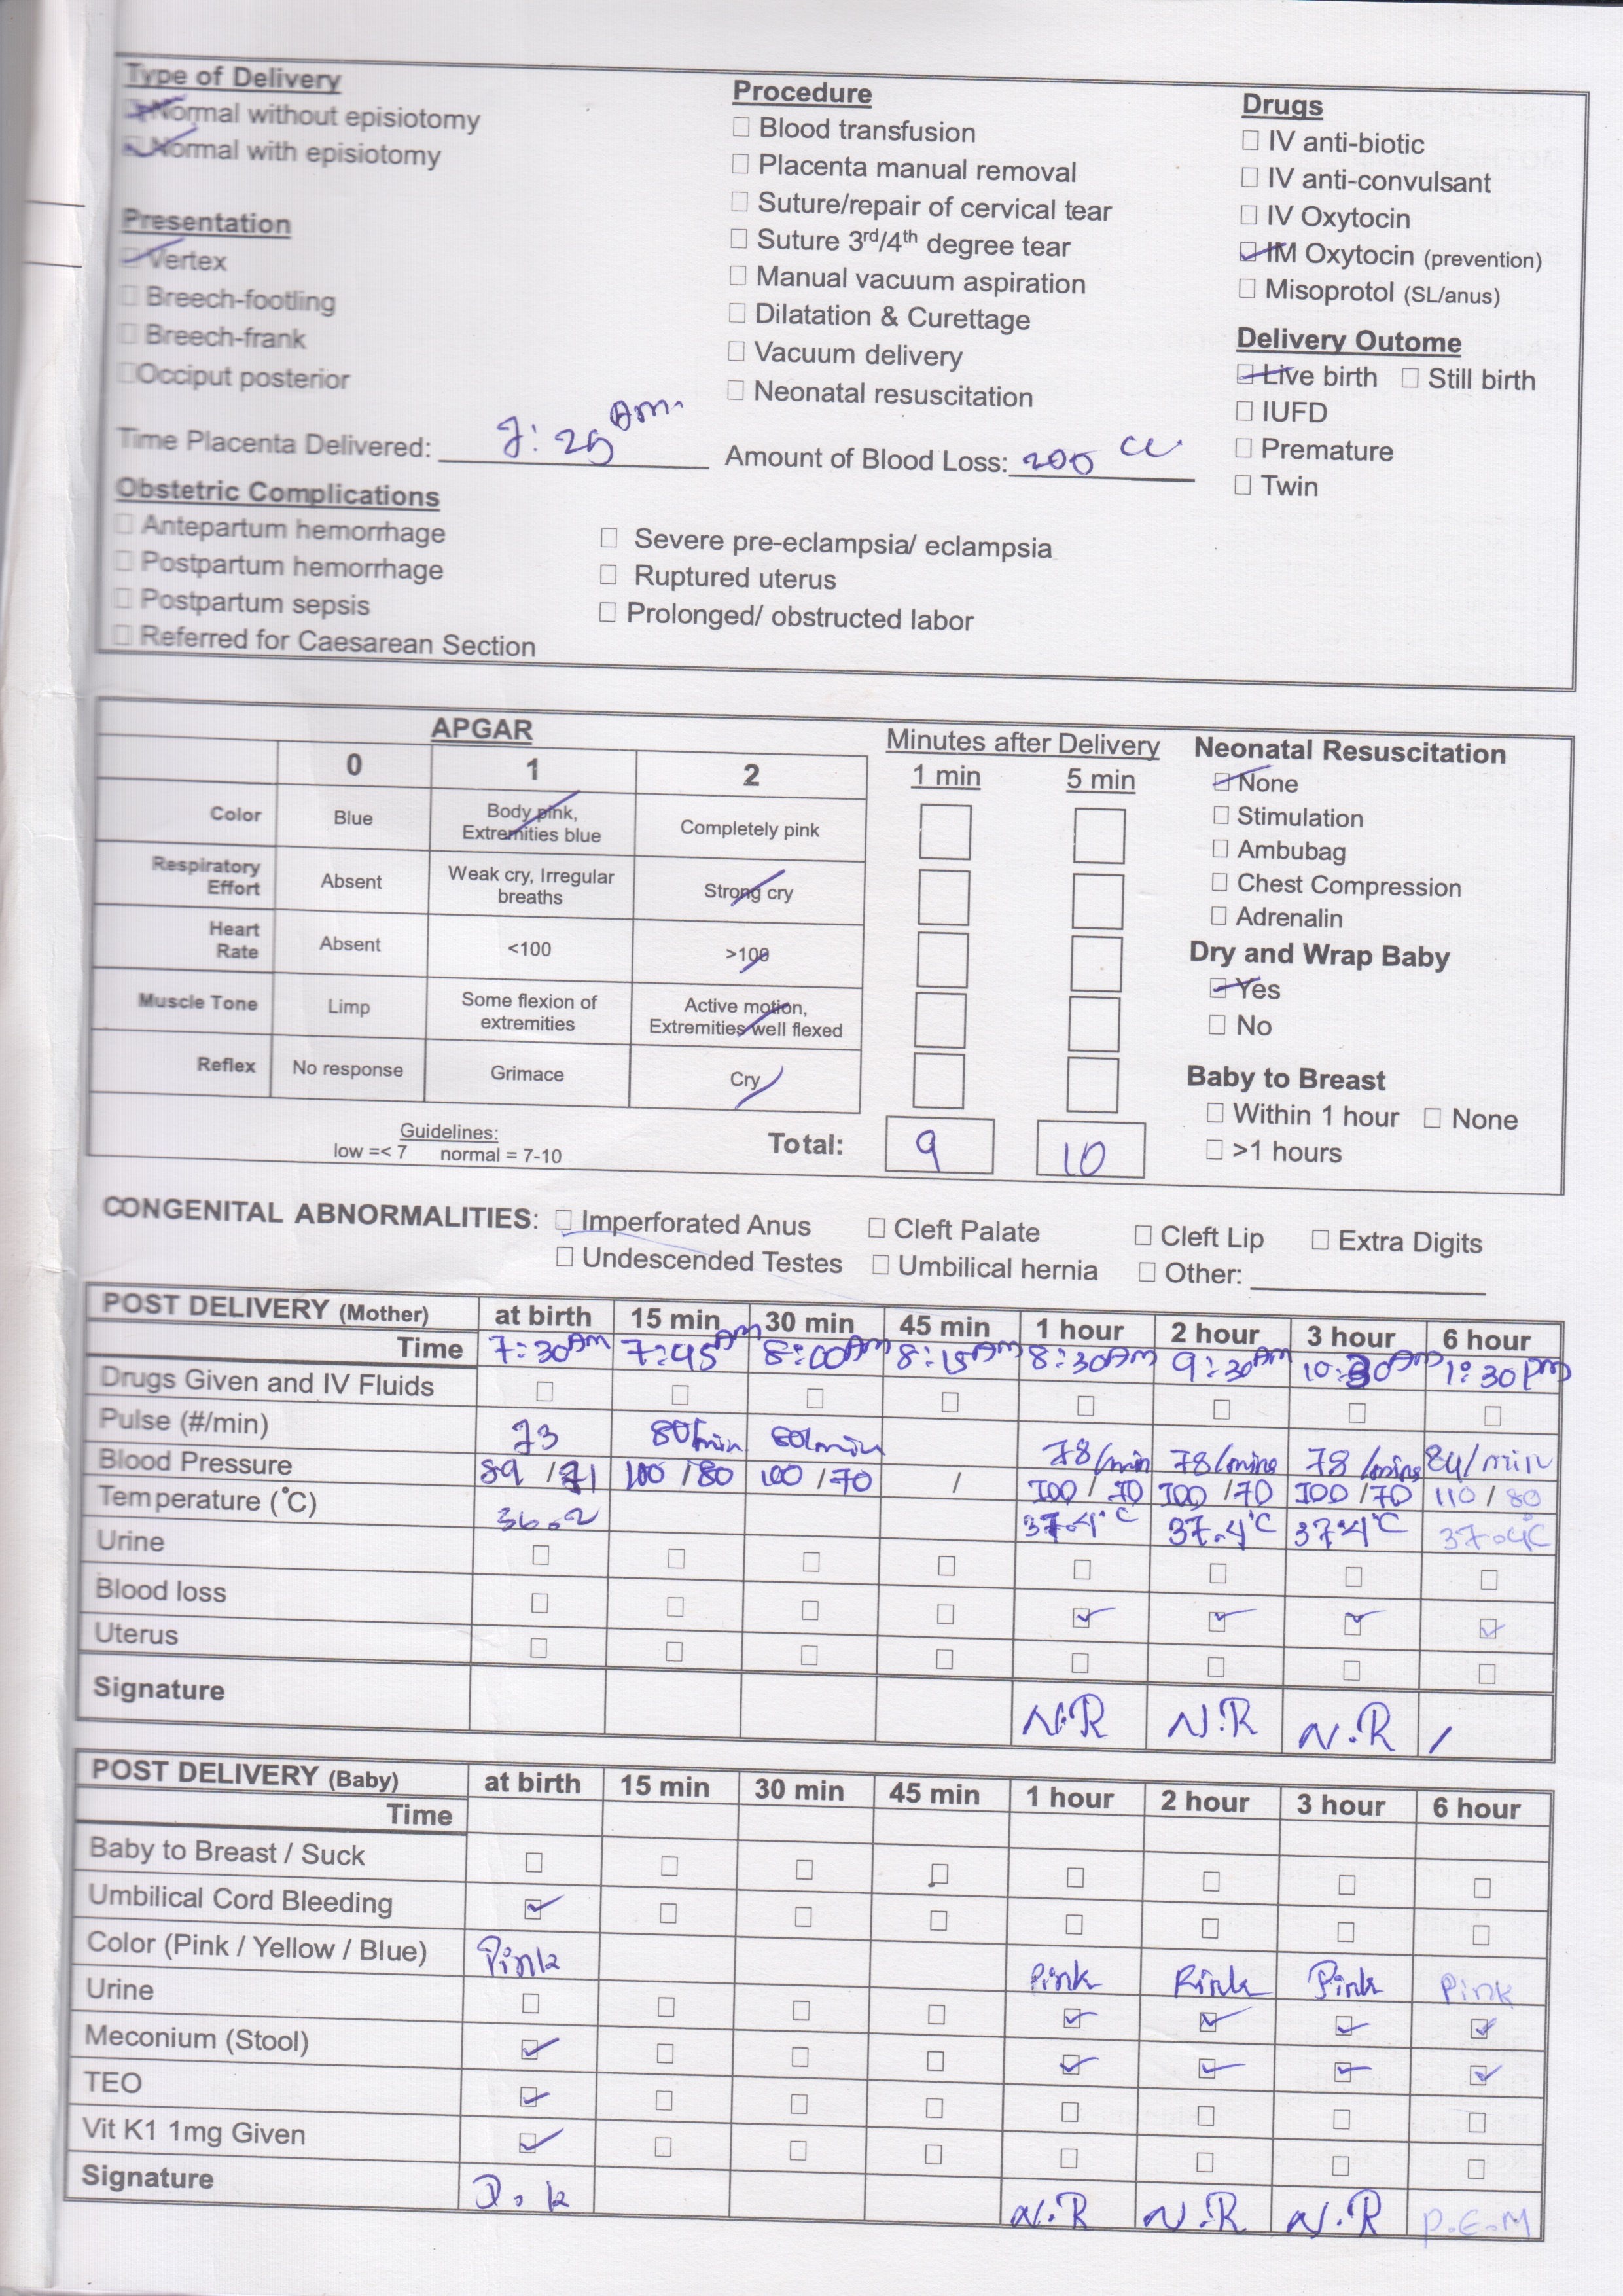 Type of Delivery
☒ Normal without episiotomy
☑ Normal with episiotomy
Presentation
☑ Vertex
☐ Breech-footling
☐ Breech-frank
☐ Occiput posterior
Procedure
☐ Blood transfusion
☐ Placenta manual removal
☐ Suture/repair of cervical tear
☐ Suture 3rd/4th degree tear
☐ Manual vacuum aspiration
☐ Dilatation & Curettage
☐ Vacuum delivery
☐ Neonatal resuscitation
Drugs
☐ IV anti-biotic
☐ IV anti-convulsant
☐ IV Oxytocin
☑ IM Oxytocin (prevention)
☐ Misoprotol (SL/anus)
Delivery Outome
☑ Live birth ☐ Still birth
☐ IUFD
☐ Premature
☐ Twin
Time Placenta Delivered: 7:25 Am. Amount of Blood Loss: 200 cc
Obstetric Complications
☐ Antepartum hemorrhage
☐ Postpartum hemorrhage
☐ Postpartum sepsis
☐ Referred for Caesarean Section
☐ Severe pre-eclampsia/ eclampsia
☐ Ruptured uterus
☐ Prolonged/ obstructed labor
APGAR
0 1 2
Color Blue Body pink, Extremities blue Completely pink
Respiratory Effort Absent Weak cry, Irregular breaths Strong cry
Heart Rate Absent <100 >100
Muscle Tone Limp Some flexion of extremities Active motion, Extremities well flexed
Reflex No response Grimace Cry
Guidelines:
low =< 7 normal = 7-10
Minutes after Delivery
1 min 5 min
Total: 9 10
Neonatal Resuscitation
☑ None
☐ Stimulation
☐ Ambubag
☐ Chest Compression
☐ Adrenalin
Dry and Wrap Baby
☑ Yes
☐ No
Baby to Breast
☐ Within 1 hour ☐ None
☐ >1 hours
CONGENITAL ABNORMALITIES: ☐ Imperforated Anus ☐ Cleft Palate ☐ Cleft Lip ☐ Extra Digits
☐ Undescended Testes ☐ Umbilical hernia ☐ Other:
POST DELIVERY (Mother) at birth 15 min 30 min 45 min 1 hour 2 hour 3 hour 6 hour
Time 7:30AM 7:45AM 8:00AM 8:15AM 8:30AM 9:30AM 10:30AM 1:30pm
Drugs Given and IV Fluids ☐ ☐ ☐ ☐ ☐ ☐ ☐ ☐
Pulse (#/min) 73 80/min 80/min 78/min 78/mins 78/mins 84/min
Blood Pressure 89/71 100/80 100/70 / 100/70 100/70 100/70 110/80
Temperature (°C) 36.2 37.4°C 37.4°C 37.4°C 37.4°C
Urine ☐ ☐ ☐ ☐ ☐ ☐ ☐ ☐
Blood loss ☐ ☐ ☐ ☐ ☑ ☑ ☑ ☑
Uterus ☐ ☐ ☐ ☐ ☐ ☐ ☐ ☐
Signature N.R N.R N.R /
POST DELIVERY (Baby) at birth 15 min 30 min 45 min 1 hour 2 hour 3 hour 6 hour
Time
Baby to Breast / Suck ☐ ☐ ☐ ☐ ☐ ☐ ☐ ☐
Umbilical Cord Bleeding ☑ ☐ ☐ ☐ ☐ ☐ ☐ ☐
Color (Pink / Yellow / Blue) Pink Pink Pink Pink Pink
Urine ☐ ☐ ☐ ☐ ☑ ☑ ☑ ☑
Meconium (Stool) ☑ ☐ ☐ ☐ ☑ ☑ ☑ ☑
TEO ☑ ☐ ☐ ☐ ☐ ☐ ☐ ☐
Vit K1 1mg Given ☑ ☐ ☐ ☐ ☐ ☐ ☐ ☐
Signature N.R N.R N.R P.E.M